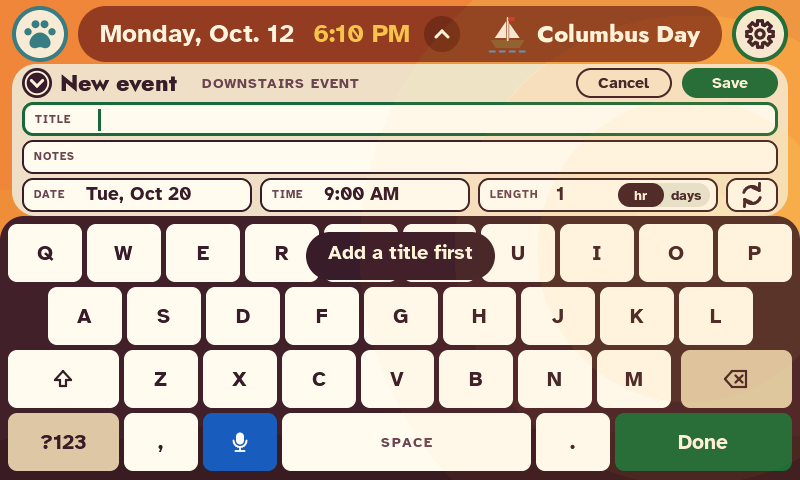 Monday, Oct. 12 6:10 PM Columbus Day
New event DOWNSTAIRS EVENT Cancel Save
TITLE
NOTES
DATE Tue, Oct 20 TIME 9:00 AM LENGTH 1 hr days
Q W E R U I O P
Add a title first
A S D F G H J K L
Z X C V B N M
?123 , SPACE . Done